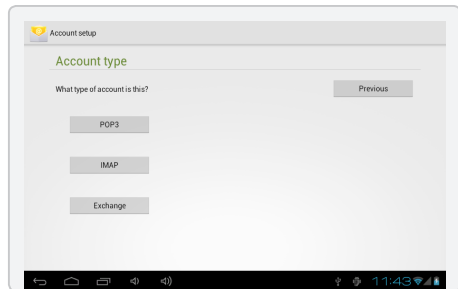 Account setup
Account type
What type of account is this?
Previous
POP3
IMAP
Exchange
11:43